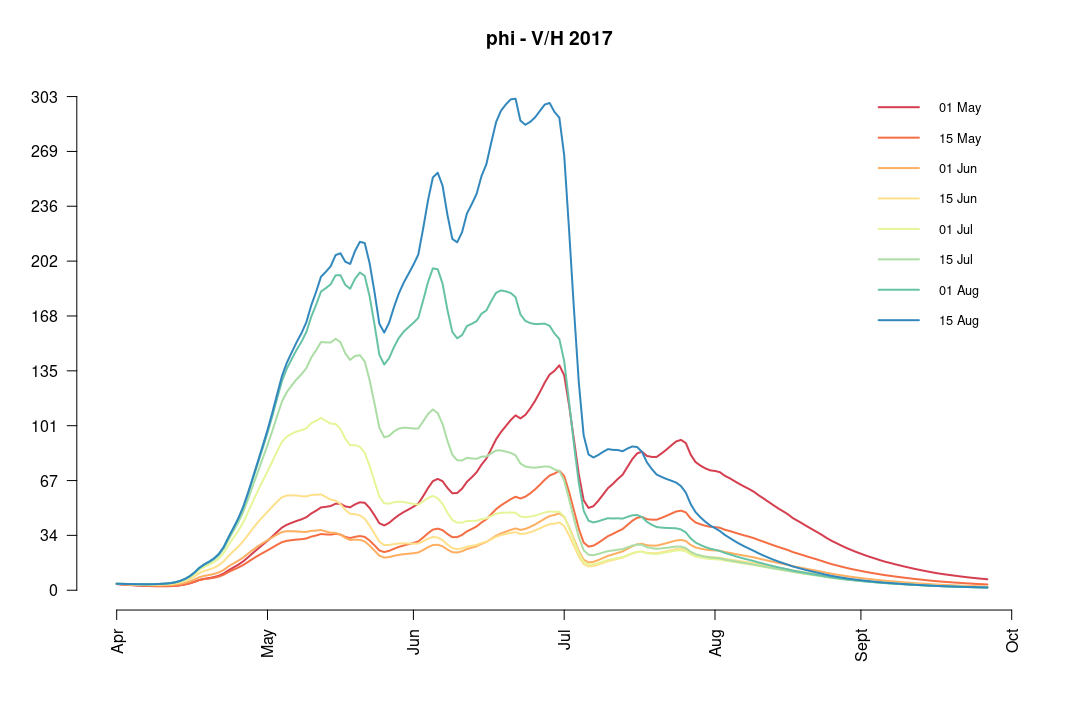 phi - V/H 2017
303
269
236
202
168
135
101
67
34
0
01 May
15 May
01 Jun
15 Jun
01 Jul
15 Jul
01 Aug
15 Aug
Apr
May
Jun
Jul
Aug
Sept
Oct